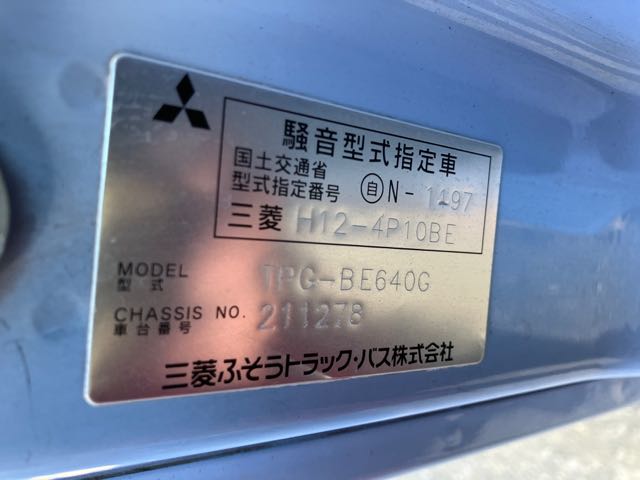 騒音型式指定車
国土交通省
型式指定番号 自 N-1497
三菱 H12-4P10BE
MODEL 型式 TPG-BE640G
CHASSIS NO. 車台番号 211278
三菱ふそうトラック・バス株式会社